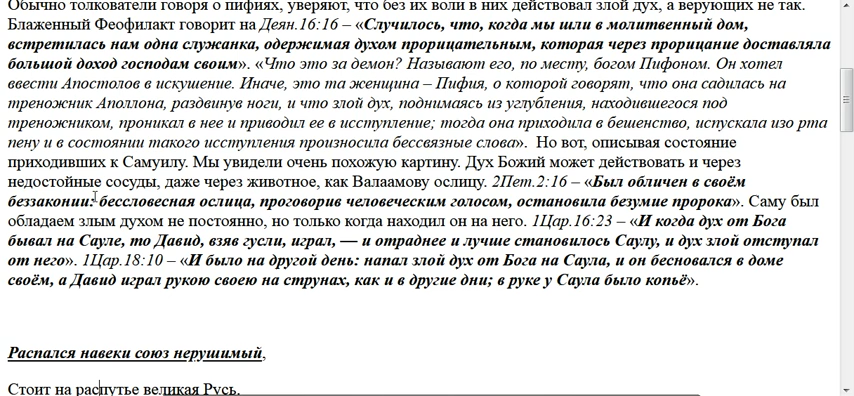 Обычно толкователи говоря о пифиях, уверяют, что без их воли в них действовал злой дух, а верующих не так.
Блаженный Феофилакт говорит на Деян.16:16 – «Случилось, что, когда мы шли в молитвенный дом,
встретилась нам одна служанка, одержимая духом прорицательным, которая через прорицание доставляла
большой доход господам своим». «Что это за демон? Называют его, по месту, богом Пифоном. Он хотел
ввести Апостолов в искушение. Иначе, это та женщина – Пифия, о которой говорят, что она садилась на
треножник Аполлона, раздвинув ноги, и что злой дух, поднимаясь из углубления, находившегося под
треножником, проникал в нее и приводил ее в исступление; тогда она приходила в бешенство, испускала изо рта
пену и в состоянии такого исступления произносила бессвязные слова». Но вот, описывая состояние
приходивших к Самуилу. Мы увидели очень похожую картину. Дух Божий может действовать и через
недостойные сосуды, даже через животное, как Валаамову ослицу. 2Пет.2:16 – «Был обличен в своём
беззаконии: бессловесная ослица, проговорив человеческим голосом, остановила безумие пророка». Саму был
обладаем злым духом не постоянно, но только когда находил он на него. 1Цар.16:23 – «И когда дух от Бога
бывал на Сауле, то Давид, взяв гусли, играл, — и отраднее и лучше становилось Саулу, и дух злой отступал
от него». 1Цар.18:10 – «И было на другой день: напал злой дух от Бога на Саула, и он бесновался в доме
своём, а Давид играл рукою своею на струнах, как и в другие дни; в руке у Саула было копьё».
Распался навеки союз нерушимый,
Стоит на распутье великая Русь.